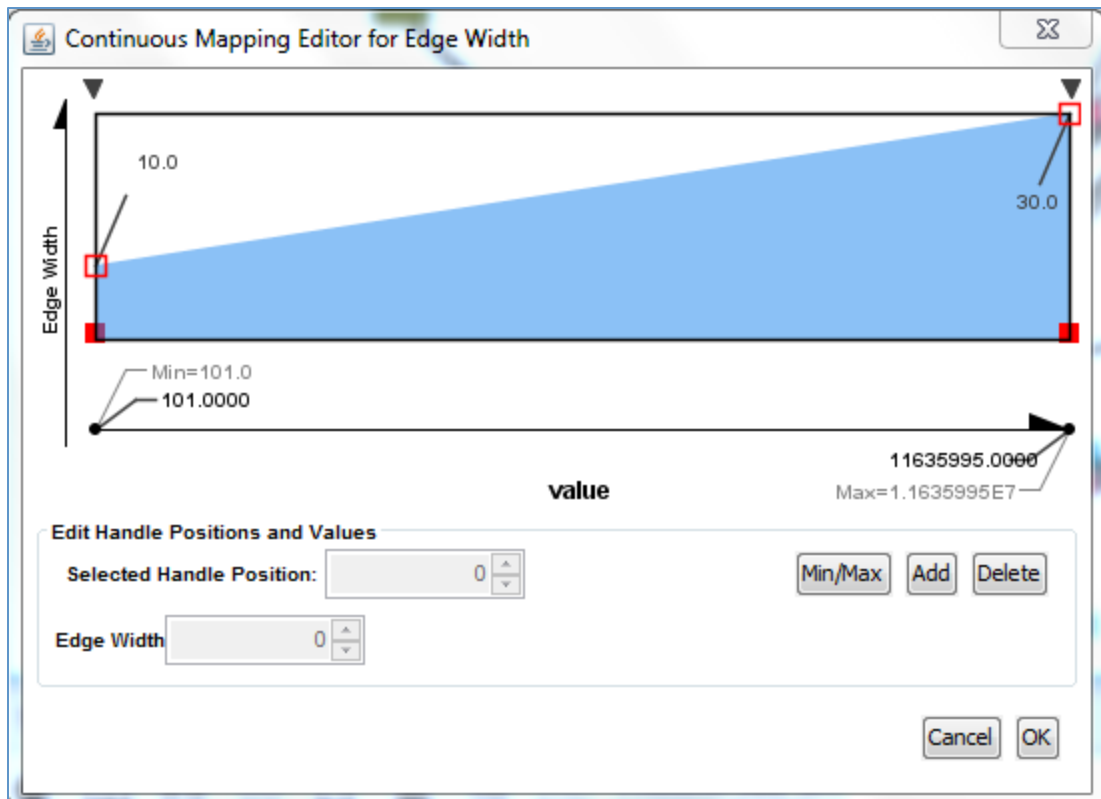 Continuous Mapping Editor for Edge Width
10.0
30.0
Edge Width
Min=101.0
101.0000
11635995.0000
value
Max=1.1635995E7
Edit Handle Positions and Values
Selected Handle Position: 0
Min/Max Add Delete
Edge Width 0
Cancel OK